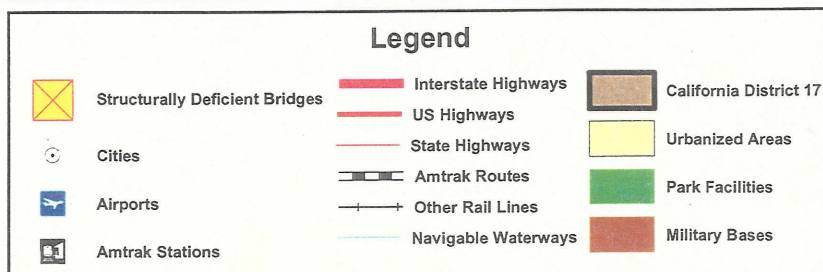 Legend
Structurally Deficient Bridges
Cities
Airports
Amtrak Stations
Interstate Highways
US Highways
State Highways
Amtrak Routes
Other Rail Lines
Navigable Waterways
California District 17
Urbanized Areas
Park Facilities
Military Bases